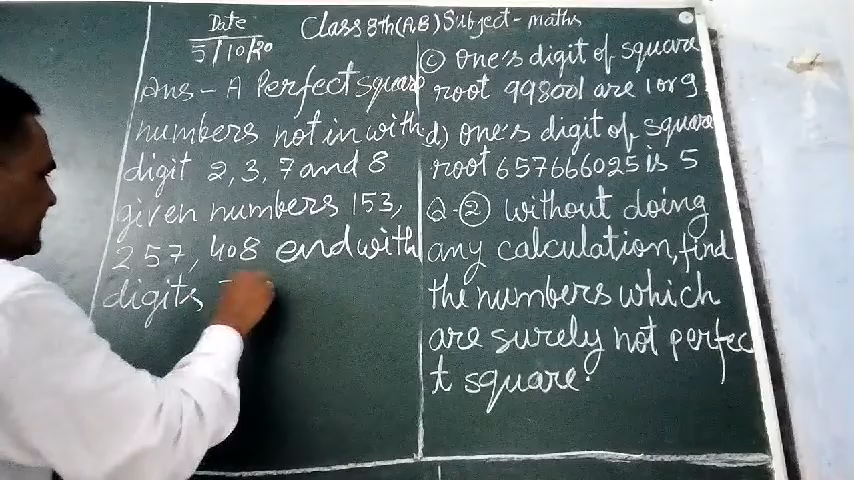 Date
5/10/20
Class 8th(A,B) Subject - maths
Ans - A Perfect square
numbers not in with
digit 2, 3, 7 and 8
given numbers 153,
257, 408 end with
digits
(c) one's digit of square
root 998001 are 1 or 9
d) one's digit of square
root 657666025 is 5
Q-(2) without doing
any calculation, find
the numbers which
are surely not perfec
t square.